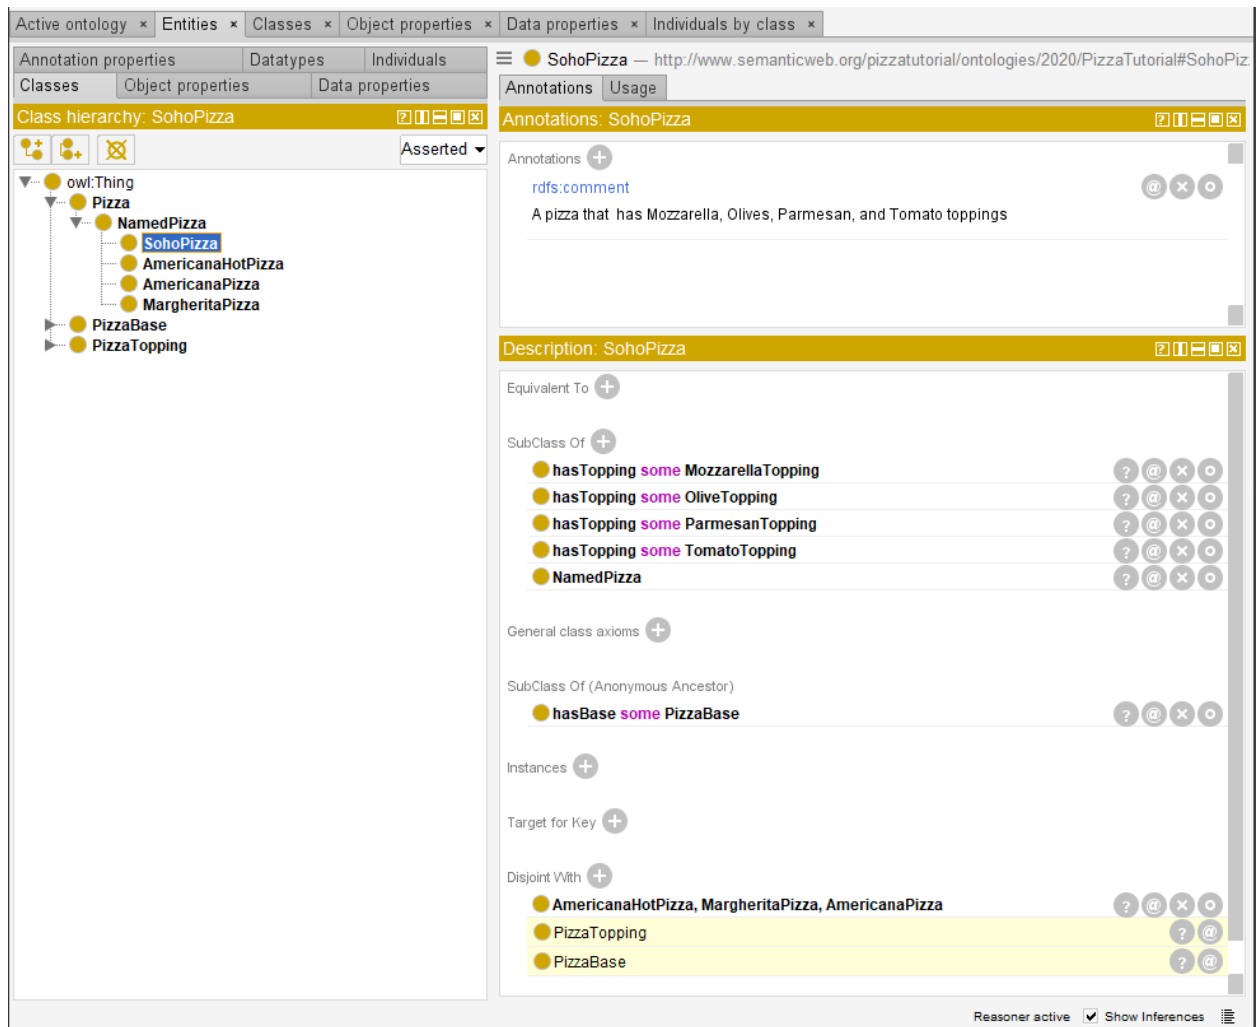 Active ontology × Entities × Classes × Object properties × Data properties × Individuals by class ×
Annotation properties Datatypes Individuals
Classes Object properties Data properties
Class hierarchy: SohoPizza
Asserted
owl:Thing
Pizza
NamedPizza
SohoPizza
AmericanaHotPizza
AmericanaPizza
MargheritaPizza
PizzaBase
PizzaTopping
SohoPizza — http://www.semanticweb.org/pizzatutorial/ontologies/2020/PizzaTutorial#SohoPiz
Annotations Usage
Annotations: SohoPizza
Annotations
rdfs:comment
A pizza that has Mozzarella, Olives, Parmesan, and Tomato toppings
Description: SohoPizza
Equivalent To
SubClass Of
hasTopping some MozzarellaTopping
hasTopping some OliveTopping
hasTopping some ParmesanTopping
hasTopping some TomatoTopping
NamedPizza
General class axioms
SubClass Of (Anonymous Ancestor)
hasBase some PizzaBase
Instances
Target for Key
Disjoint With
AmericanaHotPizza, MargheritaPizza, AmericanaPizza
PizzaTopping
PizzaBase
Reasoner active Show Inferences